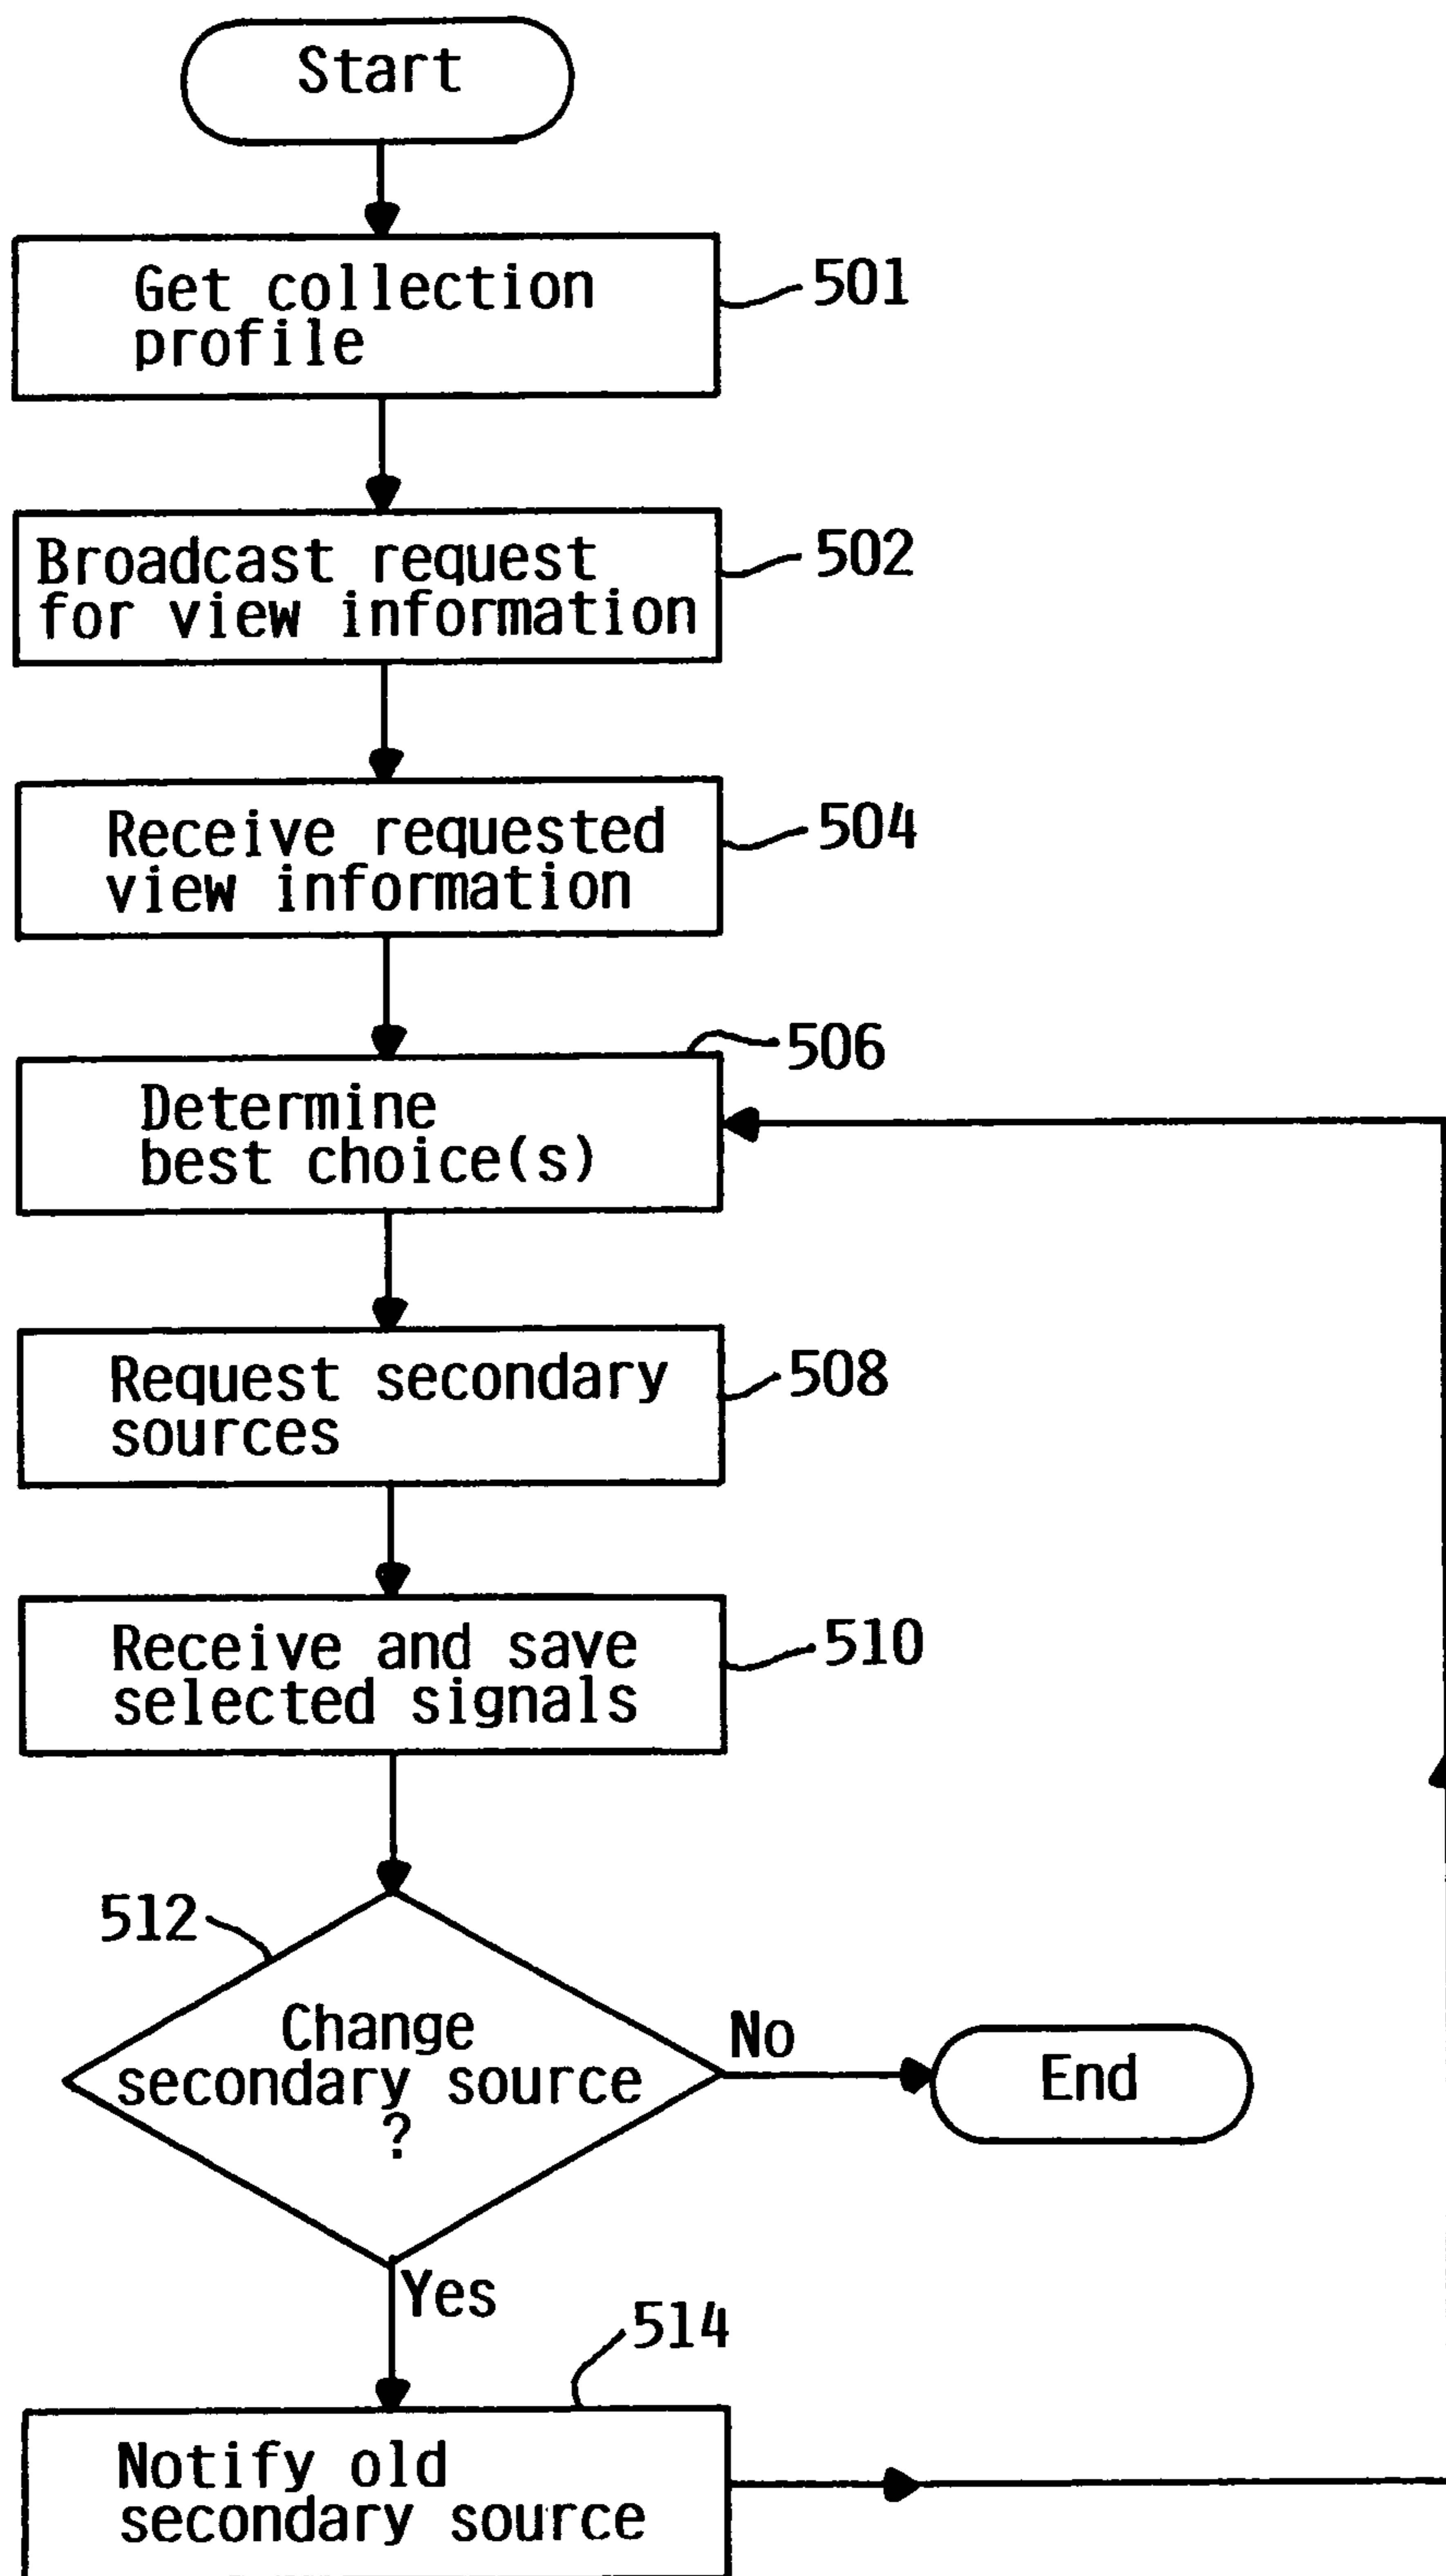 Start
Get collection
profile
501
Broadcast request
for view information
502
Receive requested
view information
504
506
Determine
best choice(s)
Request secondary
sources
508
Receive and save
selected signals
510
512
Change
secondary source
?
No
End
Yes
514
Notify old
secondary source